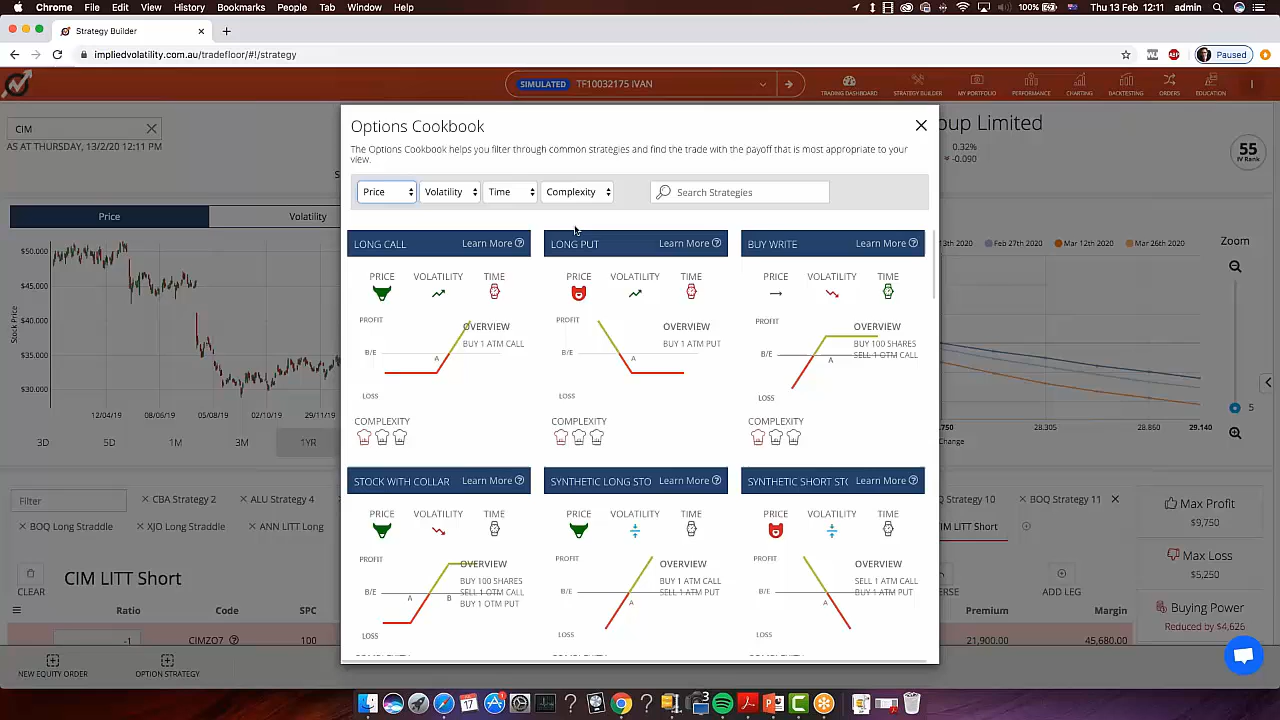 Chrome File Edit View History Bookmarks People Tab Window Help
100% Thu 13 Feb 12:11 admin
Strategy Builder
impliedvolatility.com.au/tradefloor/#!/strategy
Paused
SIMULATED TF10032175 IVAN
TRADING DASHBOARD STRATEGY BUILDER MY PORTFOLIO PERFORMANCE CHARTING BACKTESTING ORDERS EDUCATION
CIM
AS AT THURSDAY, 13/2/20 12:11 PM
oup Limited
0.32%
-0.090
55
IV Rank
Options Cookbook
The Options Cookbook helps you filter through common strategies and find the trade with the payoff that is most appropriate to your
view.
Price Volatility Time Complexity Search Strategies
Price Volatility
$50.000
$45.000
$40.000
$35.000
$30.000
Stock Price
12/04/19 08/06/19 05/08/19 02/10/19 29/11/19
3D 5D 1M 3M 1YR
LONG CALL Learn More
PRICE VOLATILITY TIME
PROFIT
OVERVIEW
BUY 1 ATM CALL
B/E
A
LOSS
COMPLEXITY
LONG PUT Learn More
PRICE VOLATILITY TIME
PROFIT
OVERVIEW
BUY 1 ATM PUT
B/E
A
LOSS
COMPLEXITY
BUY WRITE Learn More
PRICE VOLATILITY TIME
PROFIT
OVERVIEW
BUY 100 SHARES
SELL 1 OTM CALL
B/E
A
LOSS
COMPLEXITY
STOCK WITH COLLAR Learn More
PRICE VOLATILITY TIME
PROFIT
OVERVIEW
BUY 100 SHARES
SELL 1 OTM CALL
BUY 1 OTM PUT
B/E
A B
LOSS
SYNTHETIC LONG STO Learn More
PRICE VOLATILITY TIME
PROFIT
OVERVIEW
BUY 1 ATM CALL
SELL 1 ATM PUT
B/E
A
LOSS
SYNTHETIC SHORT STO Learn More
PRICE VOLATILITY TIME
PROFIT
OVERVIEW
SELL 1 ATM CALL
BUY 1 ATM PUT
B/E
A
LOSS
13th 2020 Feb 27th 2020 Mar 12th 2020 Mar 26th 2020
Zoom
5
.750 28.305 28.860 29.140
Change
Filter CBA Strategy 2 ALU Strategy 4
BOQ Long Straddle XJO Long Straddle ANN LITT Long
Strategy 10 BOQ Strategy 11
IM LITT Short
CLEAR
CIM LITT Short
ERSE ADD LEG
Ratio Code SPC
Premium Margin
-1 CIMZO7 100
21,900.00 45,680.00
Max Profit
$9,750
Max Loss
$5,250
Buying Power
Reduced by $4,626
NEW EQUITY ORDER OPTION STRATEGY